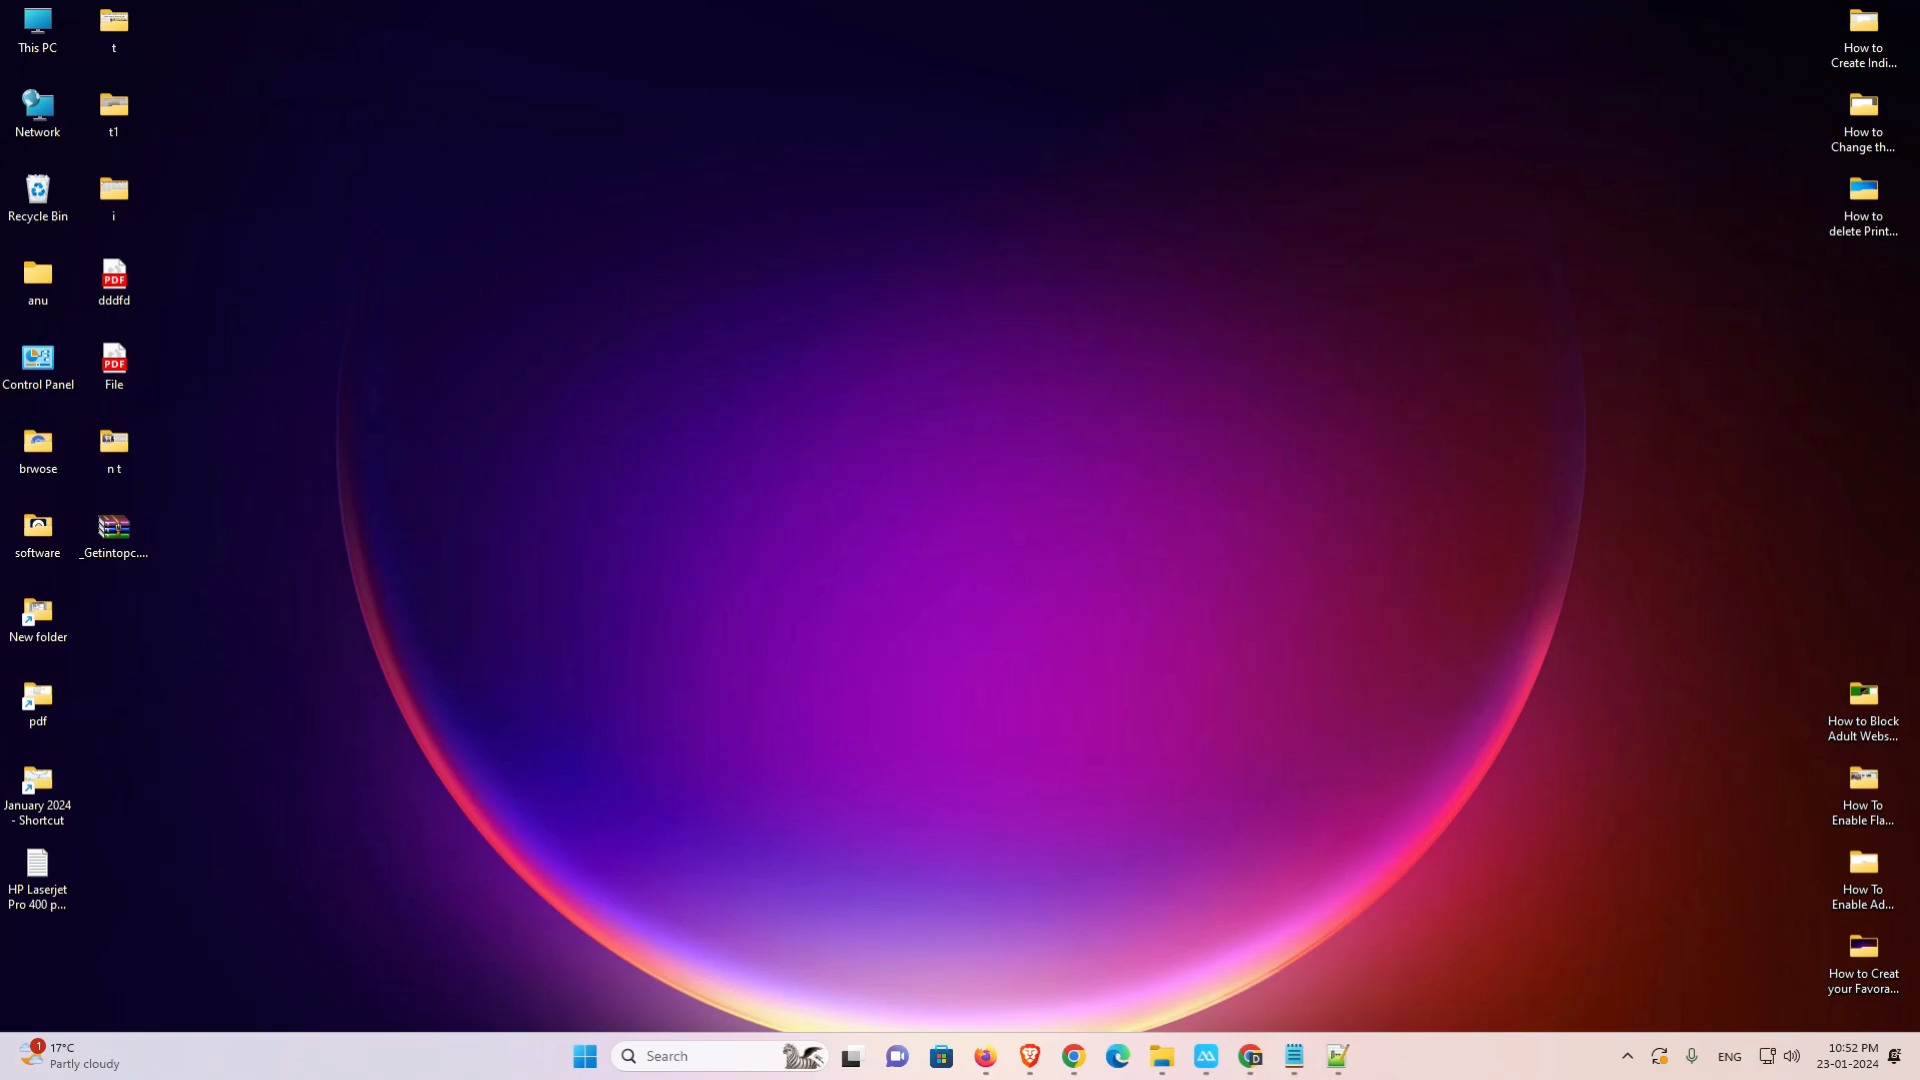 This PC
t
Network
t1
Recycle Bin
i
anu
PDF
dddfd
Control Panel
PDF
File
brwose
n t
software
_Getintopc....
New folder
pdf
January 2024
- Shortcut
HP Laserjet
Pro 400 p...
How to
Create Indi...
How to
Change th...
How to
delete Print...
How to Block
Adult Webs...
How To
Enable Fla...
How To
Enable Ad...
How to Creat
your Favora...
1
17°C
Partly cloudy
Search
D
ENG
10:52 PM
23-01-2024